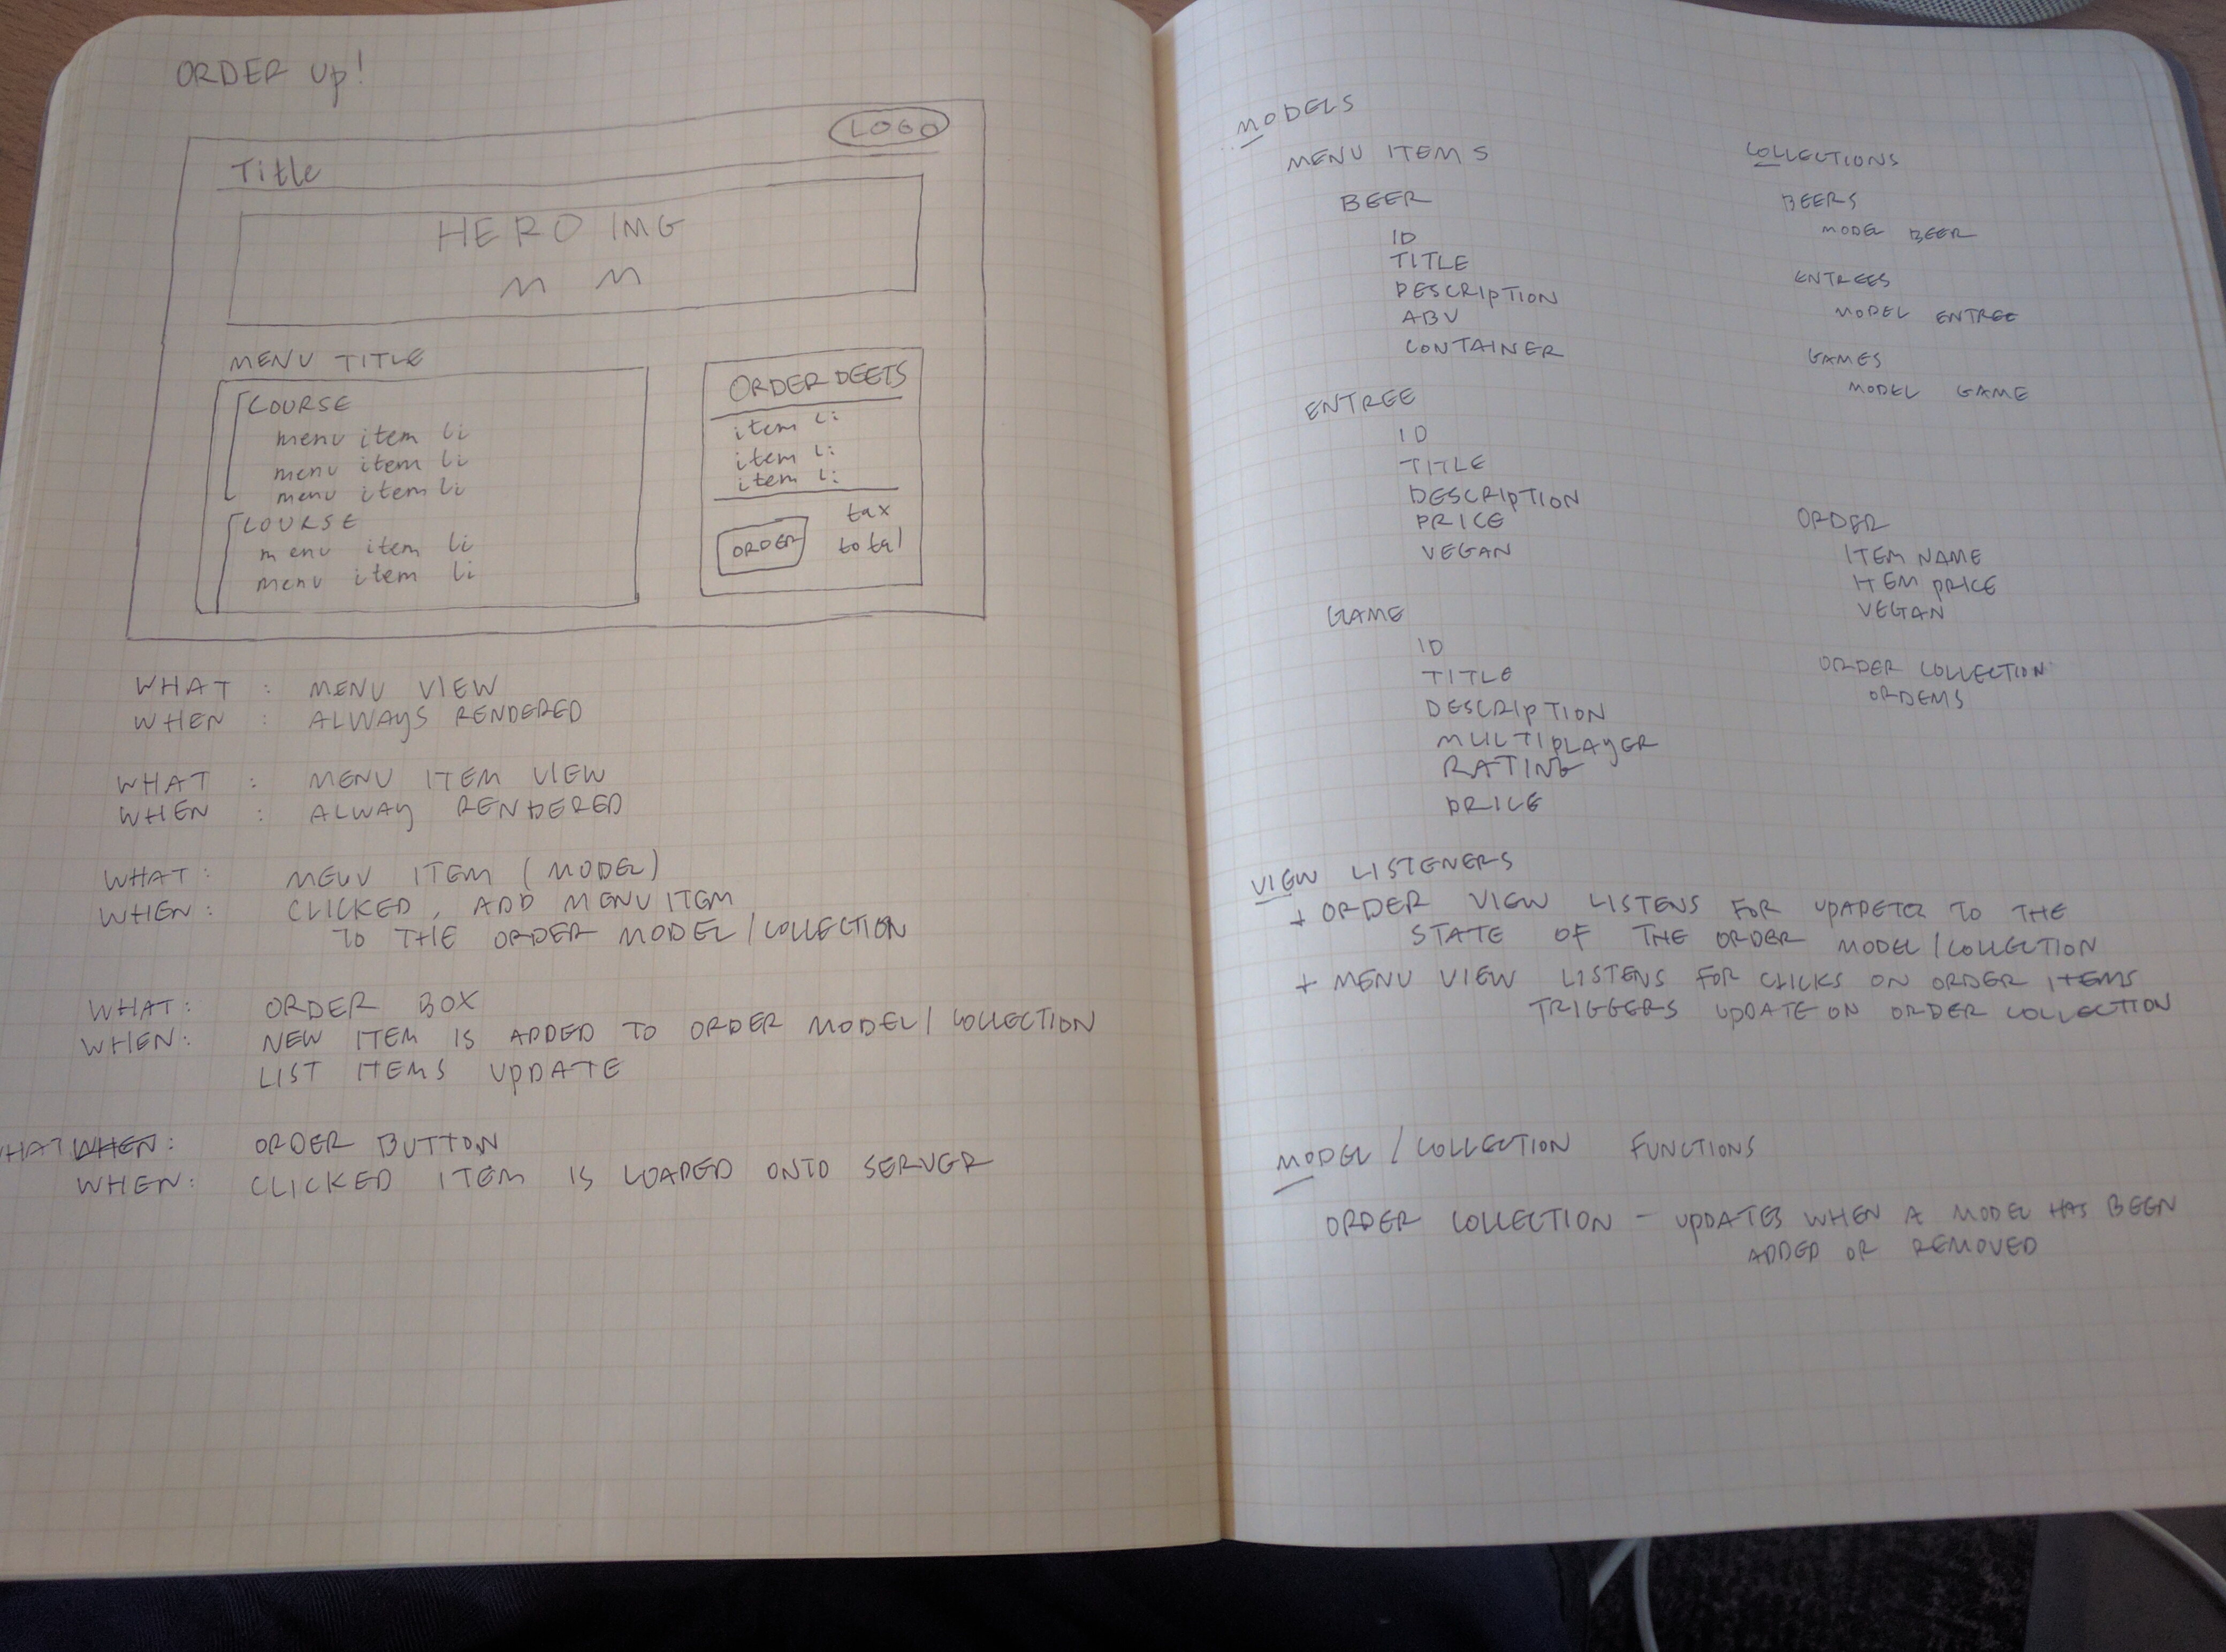 ORDER UP!
LOGO
Title
HERO IMG
MENU TITLE
COURSE
menu item li
menu item li
menu item li
COURSE
menu item li
menu item li
ORDER DEETS
item li
item li
item li
tax
ORDER total
WHAT : MENU VIEW
WHEN : ALWAYS RENDERED
WHAT : MENU ITEM VIEW
WHEN : ALWAY RENDERED
WHAT : MENU ITEM (MODEL)
WHEN : CLICKED, ADD MENU ITEM
TO THE ORDER MODEL/COLLECTION
WHAT : ORDER BOX
WHEN : NEW ITEM IS ADDED TO ORDER MODEL/COLLECTION
LIST ITEMS UPDATE
WHAT WHEN : ORDER BUTTON
WHEN : CLICKED ITEM IS LOADED ONTO SERVER
MODELS
MENU ITEMS
BEER
ID
TITLE
DESCRIPTION
ABV
CONTAINER
ENTREE
ID
TITLE
DESCRIPTION
PRICE
VEGAN
GAME
ID
TITLE
DESCRIPTION
MULTIPLAYER
RATING
PRICE
COLLECTIONS
BEERS
MODEL BEER
ENTREES
MODEL ENTREE
GAMES
MODEL GAME
ORDER
ITEM NAME
ITEM PRICE
VEGAN
ORDER COLLECTION
VIEW LISTENERS
+ ORDER VIEW LISTENS FOR TO THE
STATE OF THE ORDER MODEL/COLLECTION
+ MENU VIEW LISTENS FOR CLICKS ON ORDER ITEMS
TRIGGERS UPDATE ON ORDER COLLECTION
MODEL / COLLECTION FUNCTIONS
ORDER COLLECTION - UPDATES WHEN A MODEL HAS BEEN
ADDED OR REMOVED